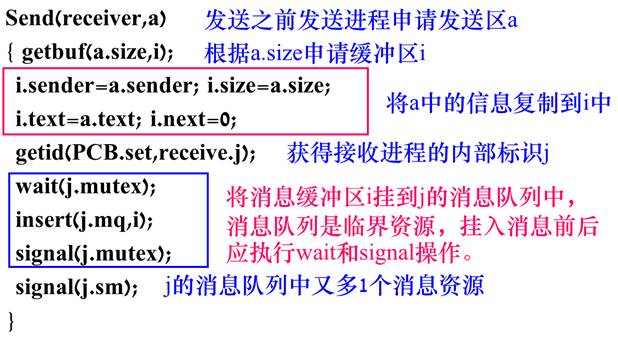 Send(receiver,a) 发送之前发送进程申请发送区a
{ getbuf(a.size,i); 根据a.size申请缓冲区i
i.sender=a.sender; i.size=a.size;
i.text=a.text; i.next=0;
将a中的信息复制到i中
getid(PCB.set,receive.j); 获得接收进程的内部标识j
wait(j.mutex);
insert(j.mq,i);
signal(j.mutex);
将消息缓冲区i挂到j的消息队列中，
消息队列是临界资源，挂入消息前后
应执行wait和signal操作。
signal(j.sm); j的消息队列中又多1个消息资源
}